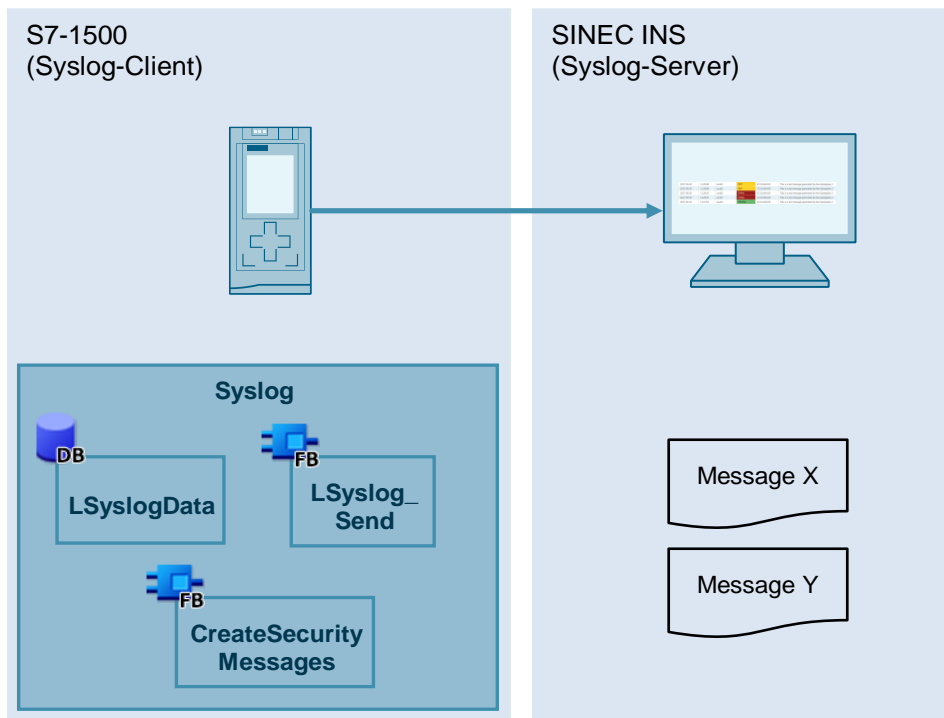 S7-1500
(Syslog-Client)
SINEC INS
(Syslog-Server)
Syslog
DB
LSyslogData
FB
LSyslog_
Send
FB
CreateSecurity
Messages
Message X
Message Y